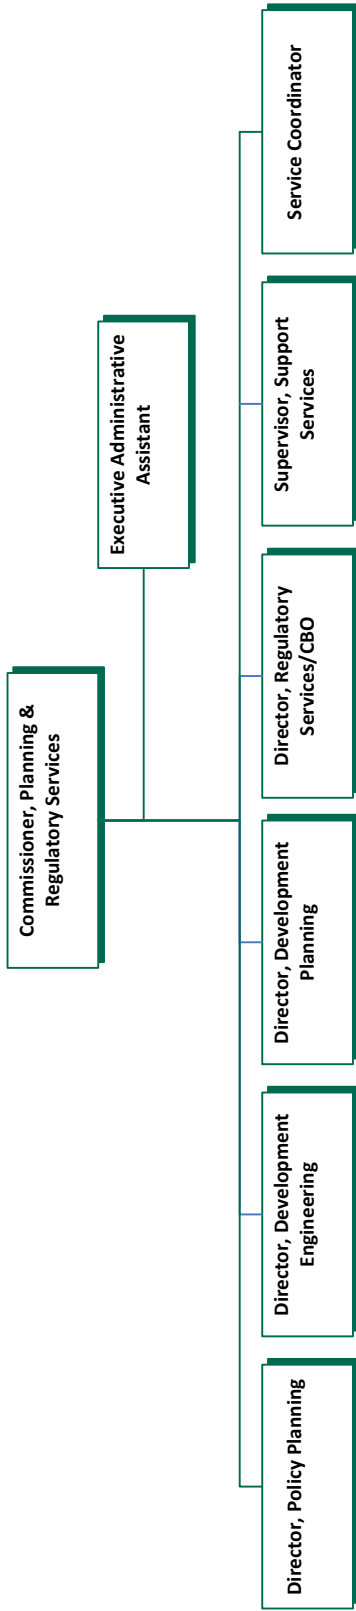 Commissioner, Planning &
Regulatory Services
Executive Administrative
Assistant
Director, Policy Planning
Director, Development
Engineering
Director, Development
Planning
Director, Regulatory
Services/CBO
Supervisor, Support
Services
Service Coordinator